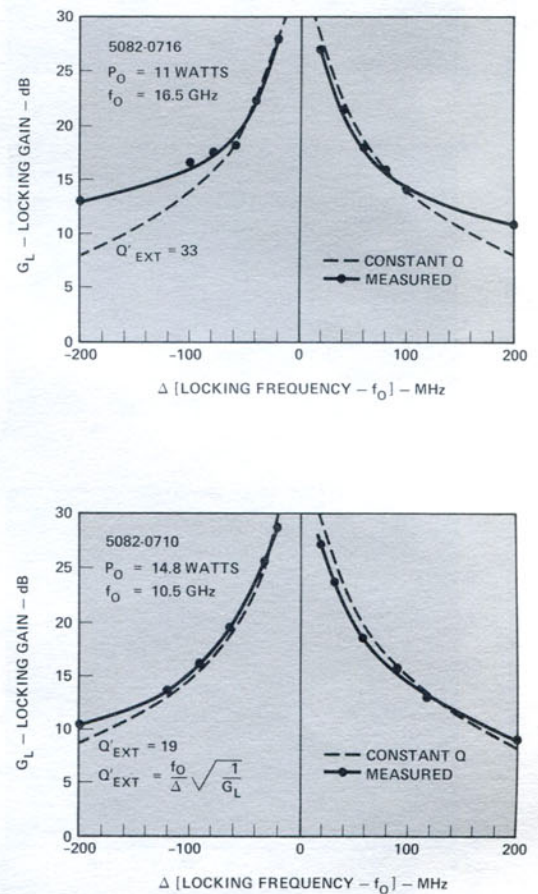 30
25
20
15
10
5
0
G_L – LOCKING GAIN – dB
5082-0716
P_O = 11 WATTS
f_O = 16.5 GHz
Q'_EXT = 33
CONSTANT Q
MEASURED
-200
-100
0
100
200
Δ [LOCKING FREQUENCY – f_O] – MHz
30
25
20
15
10
5
0
G_L – LOCKING GAIN – dB
5082-0710
P_O = 14.8 WATTS
f_O = 10.5 GHz
Q'_EXT = 19
Q'_EXT = f_O/Δ √(1/G_L)
CONSTANT Q
MEASURED
-200
-100
0
100
200
Δ [LOCKING FREQUENCY – f_O] – MHz